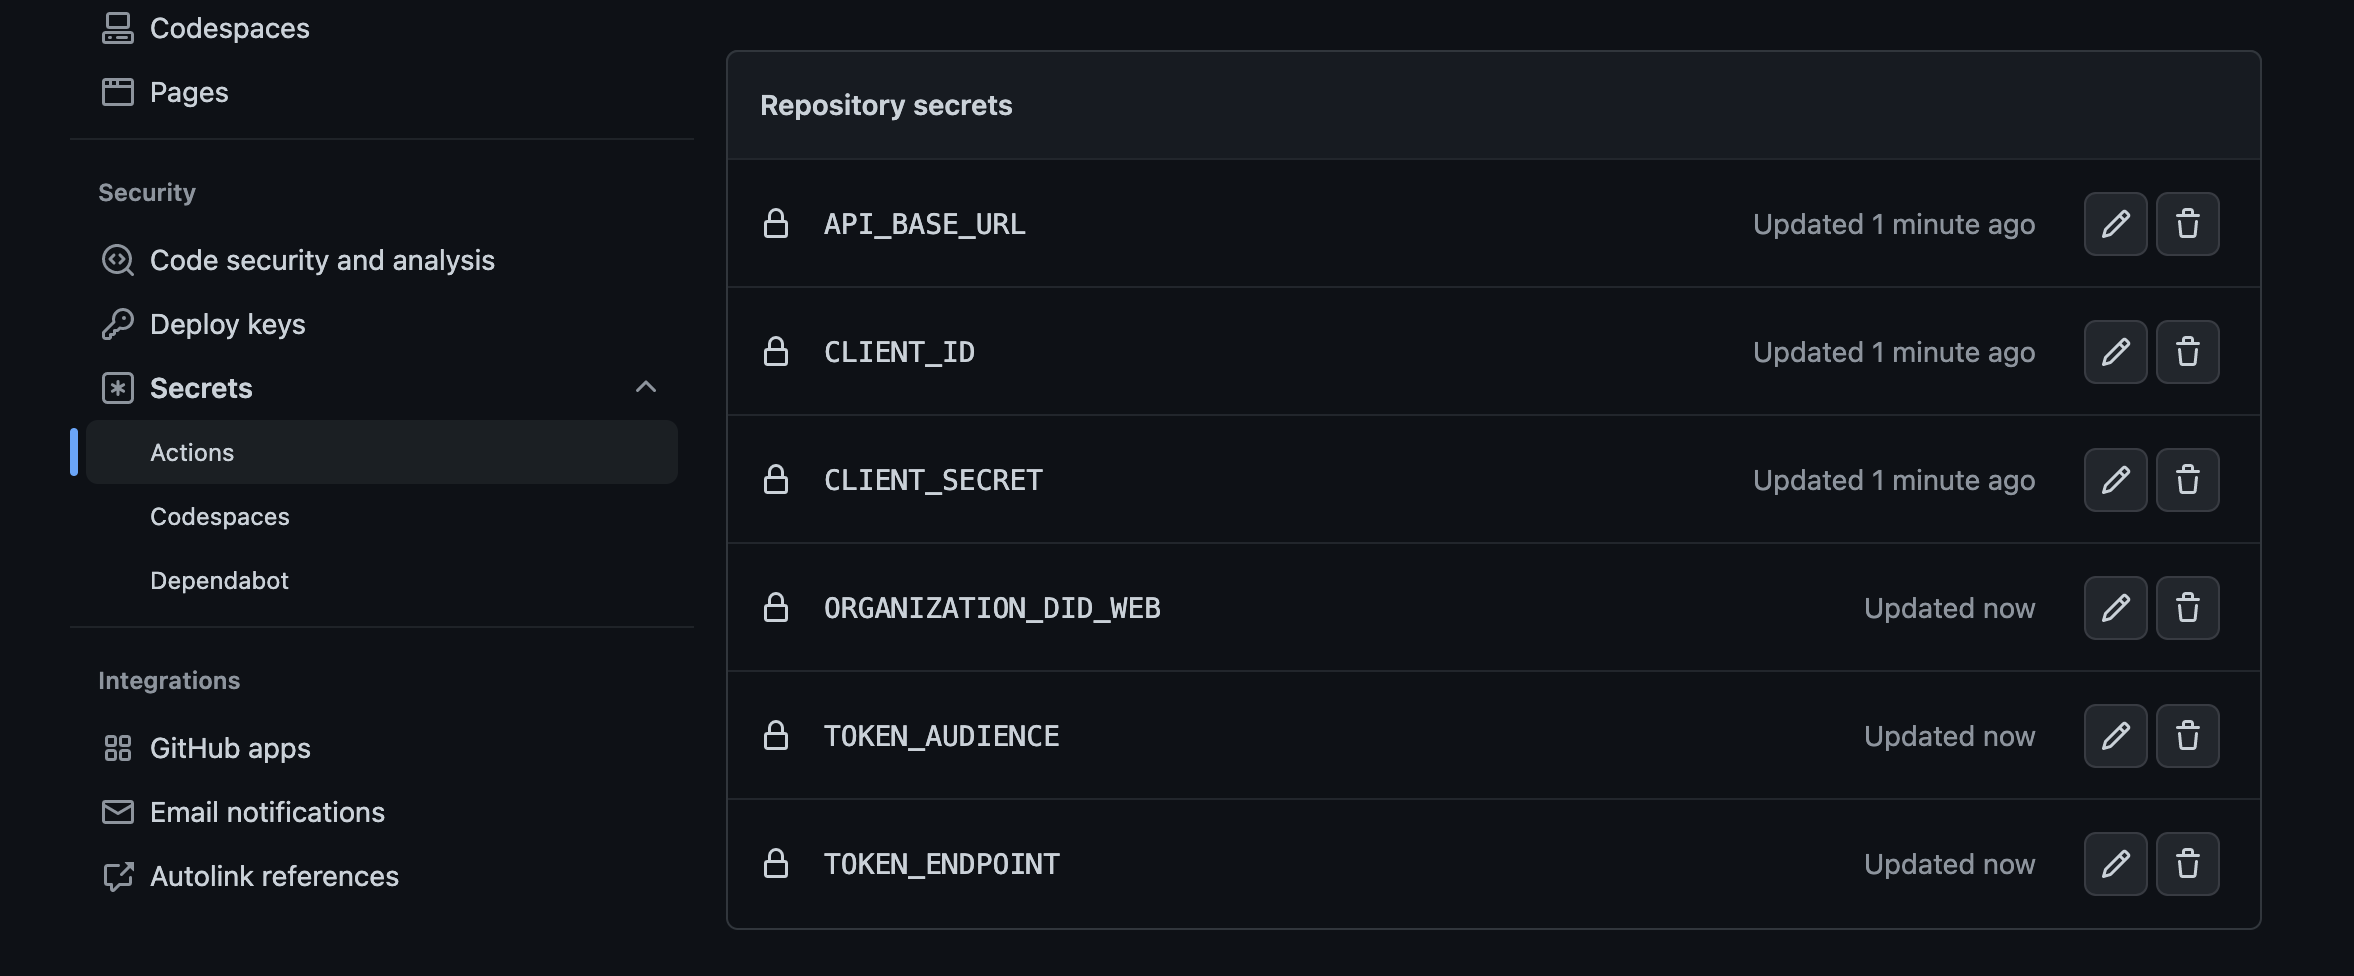 Codespaces
Pages
Security
Code security and analysis
Deploy keys
Secrets
Actions
Codespaces
Dependabot
Integrations
GitHub apps
Email notifications
Autolink references
Repository secrets
API_BASE_URL Updated 1 minute ago
CLIENT_ID Updated 1 minute ago
CLIENT_SECRET Updated 1 minute ago
ORGANIZATION_DID_WEB Updated now
TOKEN_AUDIENCE Updated now
TOKEN_ENDPOINT Updated now